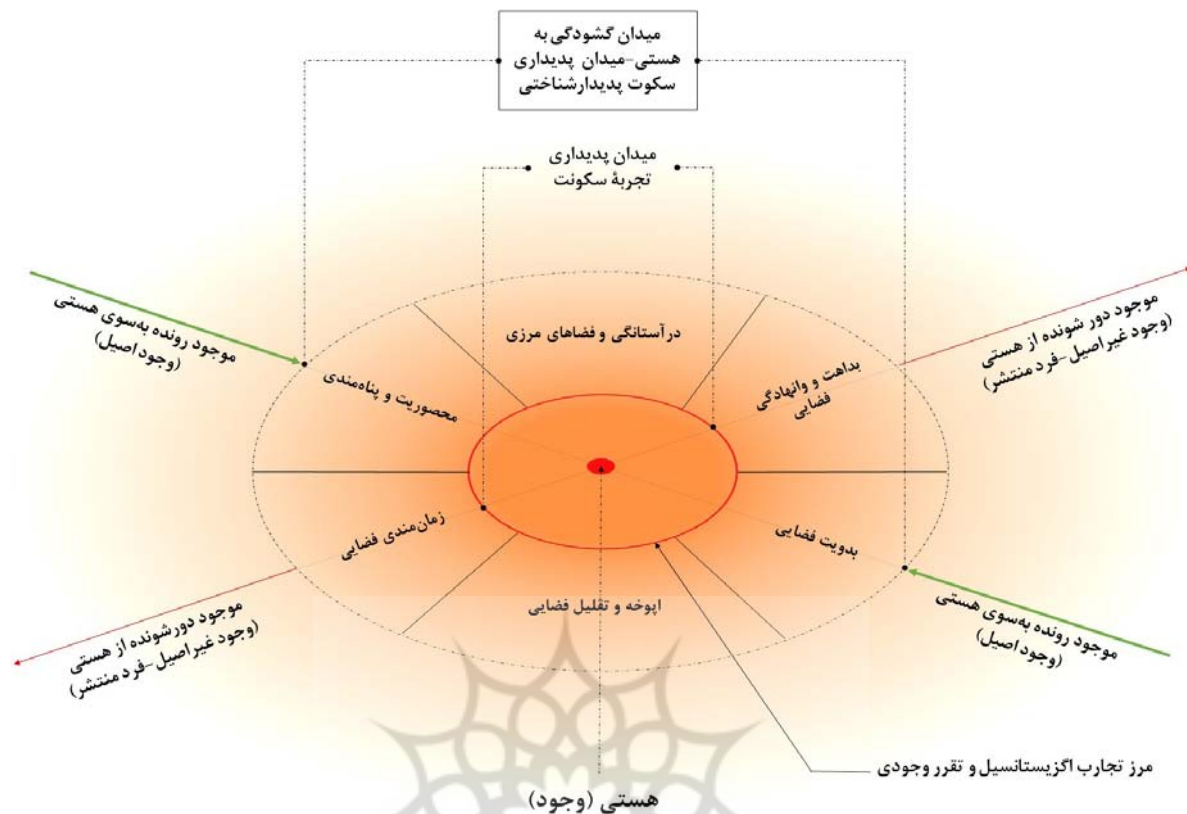 میدان گشودگی به
هستی-میدان پدیداری
سکوت پدیدارشناختی
میدان پدیداری
تجربهٔ سکونت
موجود رونده به‌سوی هستی
(وجود اصیل)
موجود دور شونده از هستی
(وجود غیراصیل-فرد منتشر)
درآستانگی و فضاهای مرزی
بداهت و وانهادگی
فضایی
محصوریت و پناه‌مندی
زمان‌مندی فضایی
بدویت فضایی
اپوخه و تقلیل فضایی
موجود دورشونده از هستی
(وجود غیراصیل-فرد منتشر)
موجود رونده به‌سوی هستی
(وجود اصیل)
مرز تجارب اگزیستانسیل و تقرر وجودی
هستی (وجود)